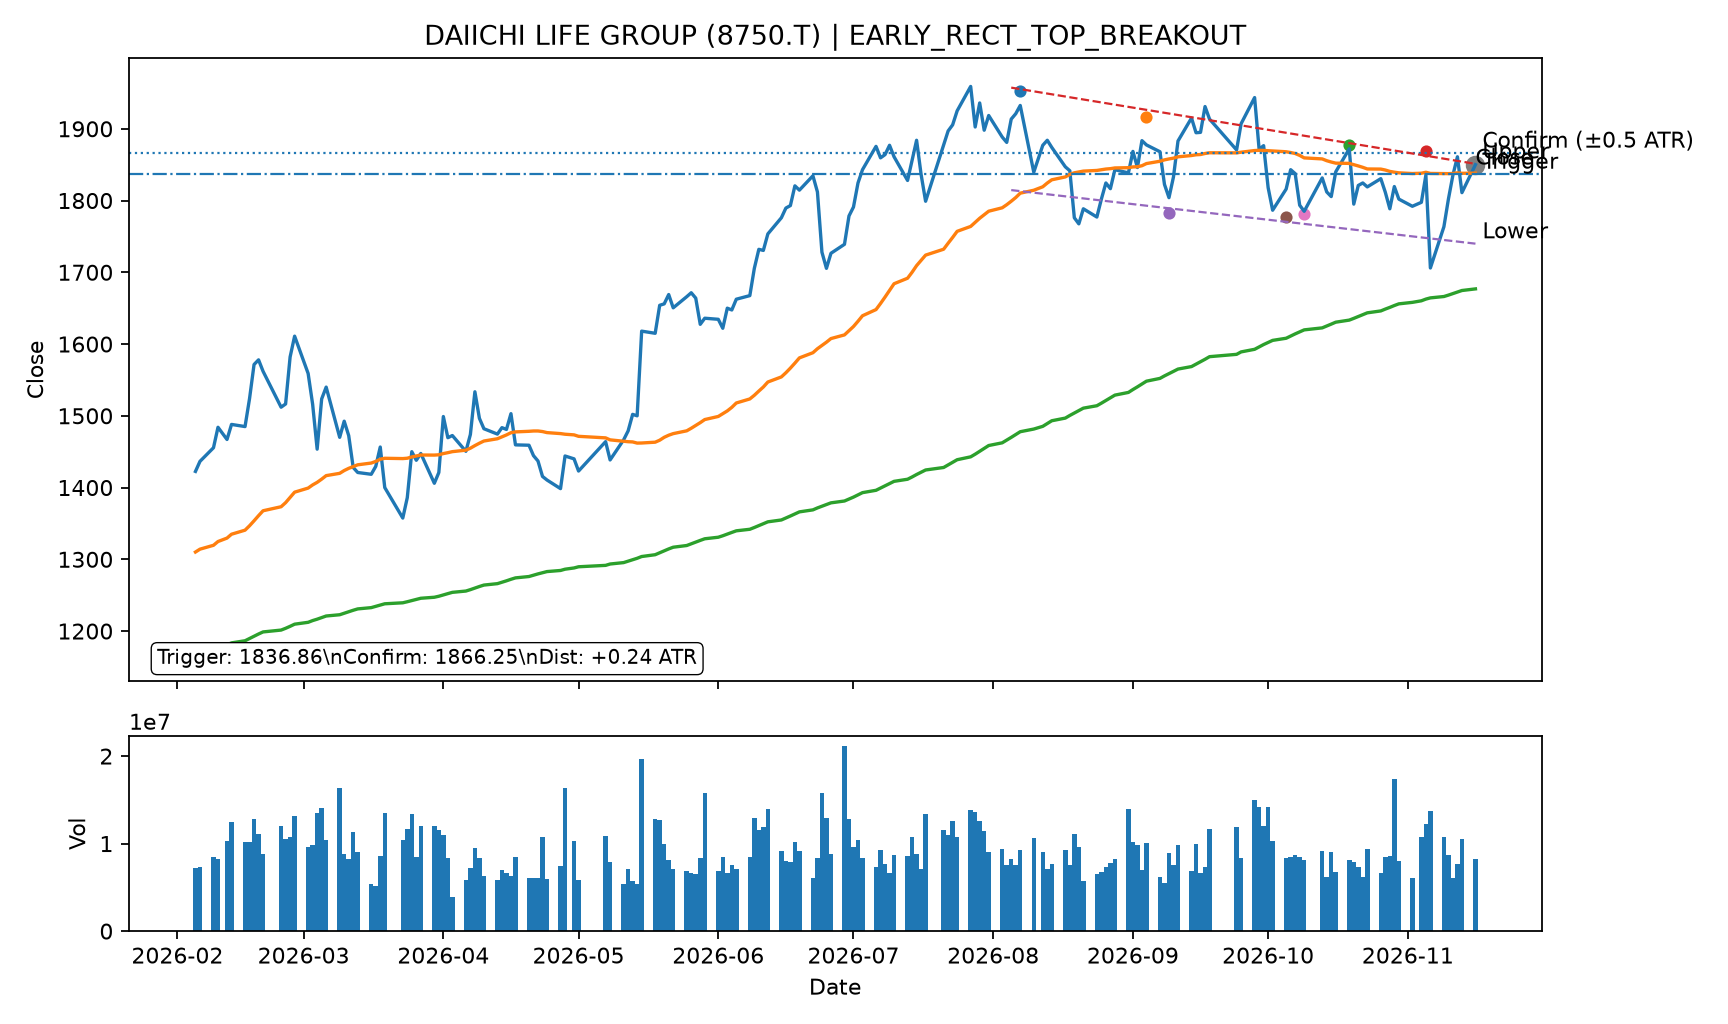 DAIICHI LIFE GROUP (8750.T) | EARLY_RECT_TOP_BREAKOUT
Close
1900
1800
1700
1600
1500
1400
1300
1200
Confirm (±0.5 ATR)
Upper
Close
Trigger
Lower
Trigger: 1836.86\nConfirm: 1866.25\nDist: +0.24 ATR
1e7
Vol
2
1
0
2026-02 2026-03 2026-04 2026-05 2026-06 2026-07 2026-08 2026-09 2026-10 2026-11
Date